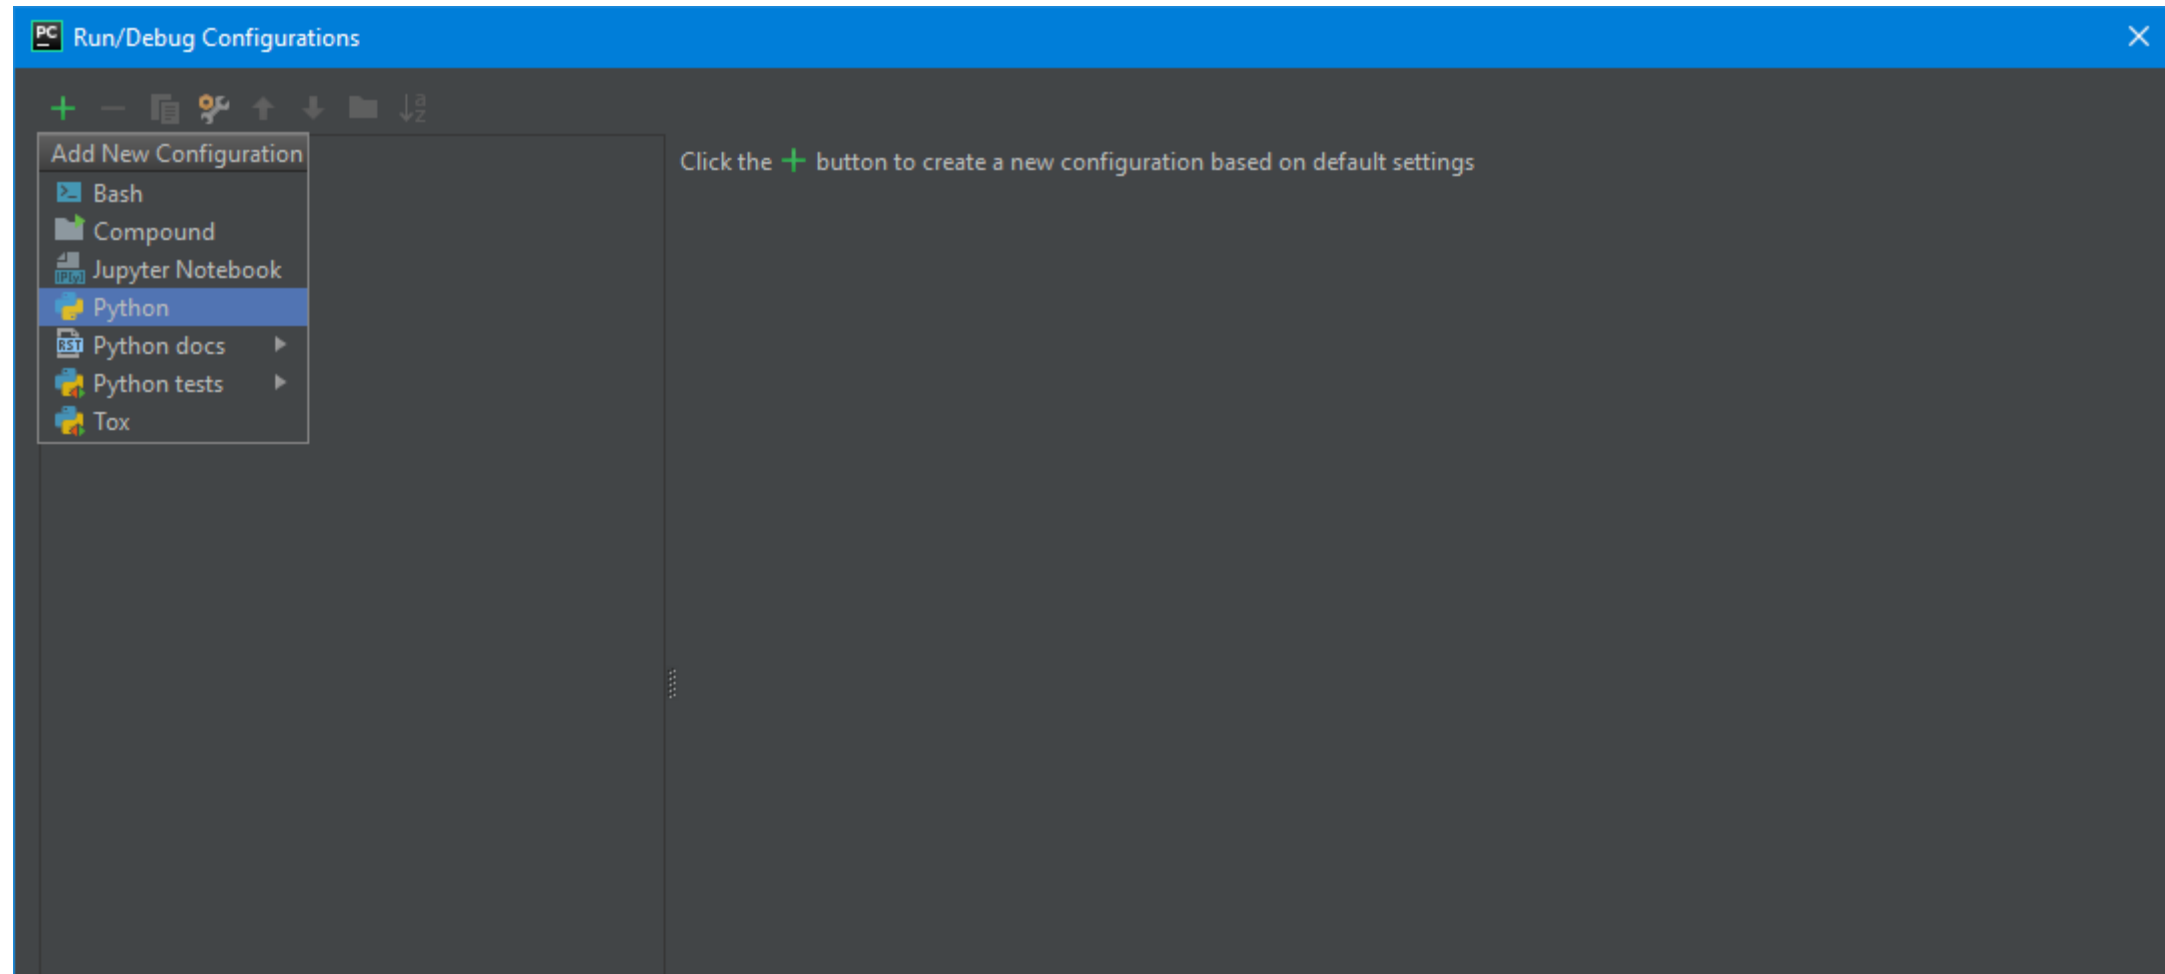 PC Run/Debug Configurations
Add New Configuration
Bash
Compound
Jupyter Notebook
Python
Python docs
Python tests
Tox
Click the + button to create a new configuration based on default settings